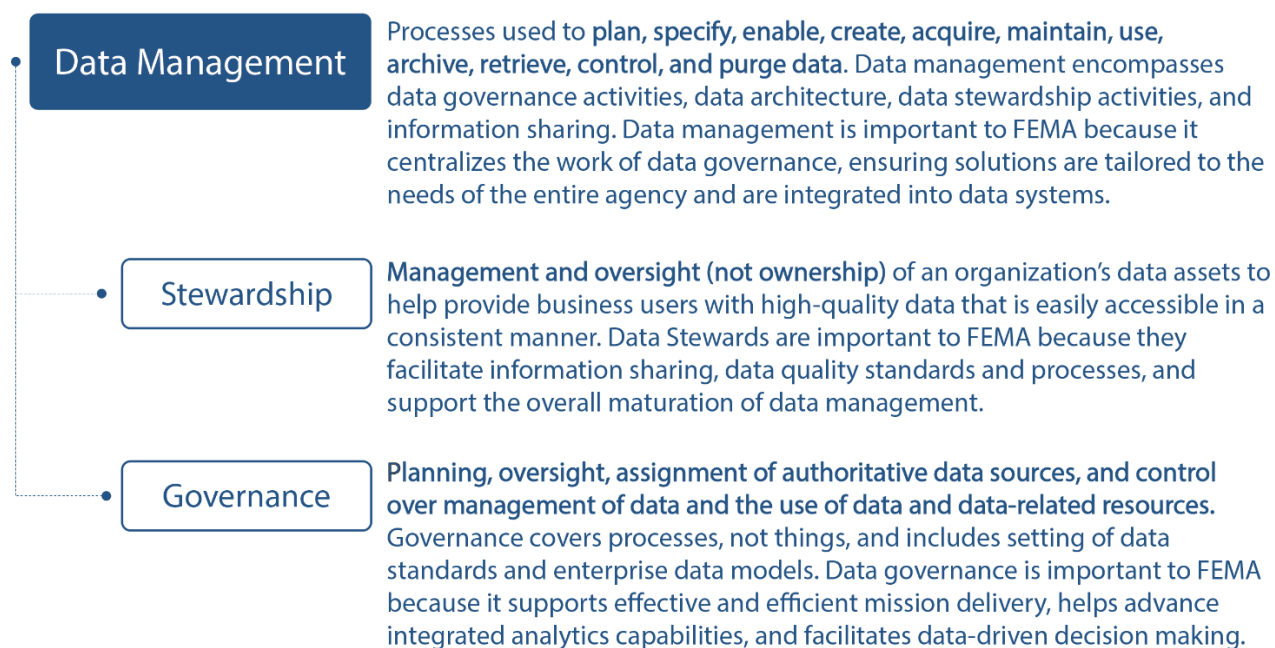 Data Management
Processes used to plan, specify, enable, create, acquire, maintain, use,
archive, retrieve, control, and purge data. Data management encompasses
data governance activities, data architecture, data stewardship activities, and
information sharing. Data management is important to FEMA because it
centralizes the work of data governance, ensuring solutions are tailored to the
needs of the entire agency and are integrated into data systems.
Stewardship
Management and oversight (not ownership) of an organization’s data assets to
help provide business users with high-quality data that is easily accessible in a
consistent manner. Data Stewards are important to FEMA because they
facilitate information sharing, data quality standards and processes, and
support the overall maturation of data management.
Governance
Planning, oversight, assignment of authoritative data sources, and control
over management of data and the use of data and data-related resources.
Governance covers processes, not things, and includes setting of data
standards and enterprise data models. Data governance is important to FEMA
because it supports effective and efficient mission delivery, helps advance
integrated analytics capabilities, and facilitates data-driven decision making.